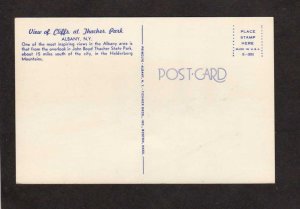 View of Cliffs at Thacher Park
ALBANY, N.Y.
One of the most inspiring views in the Albany area is
that from the overlook in John Boyd Thacher State Park,
about 15 miles south of the city, in the Helderberg
Mountains.
PLACE
STAMP
HERE
MADE IN U.S.A.
POST-CARD